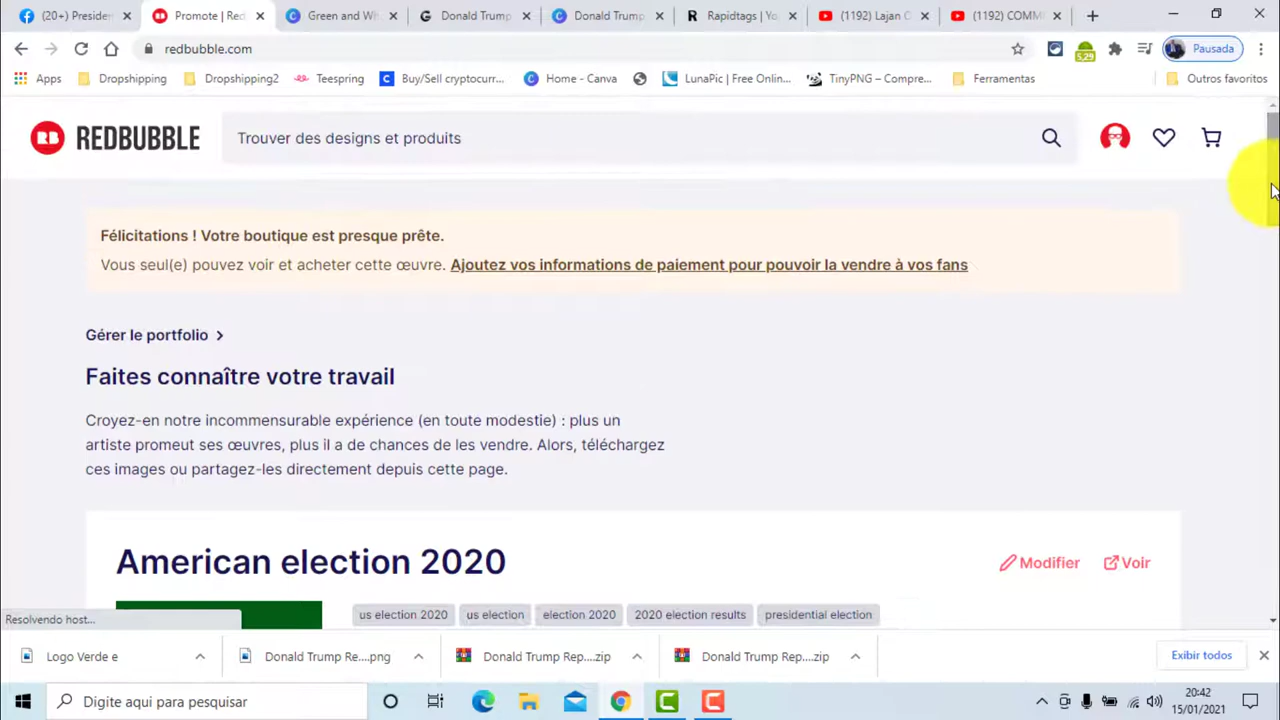 (20+) Presiden
Promote | Red
Green and Wh
Donald Trump
Donald Trump
Rapidtags | Yo
(1192) Lajan C
(1192) COMM
redbubble.com
Pausada
5,29
Apps
Dropshipping
Dropshipping2
Teespring
Buy/Sell cryptocurr...
Home - Canva
LunaPic | Free Onlin...
TinyPNG – Compre...
Ferramentas
Outros favoritos
RB REDBUBBLE
Trouver des designs et produits
Félicitations ! Votre boutique est presque prête.
Vous seul(e) pouvez voir et acheter cette œuvre. Ajoutez vos informations de paiement pour pouvoir la vendre à vos fans
Gérer le portfolio
Faites connaître votre travail
Croyez-en notre incommensurable expérience (en toute modestie) : plus un
artiste promeut ses œuvres, plus il a de chances de les vendre. Alors, téléchargez
ces images ou partagez-les directement depuis cette page.
American election 2020
Modifier
Voir
us election 2020
us election
election 2020
2020 election results
presidential election
Resolvendo host...
Logo Verde e
Donald Trump Re....png
Donald Trump Rep....zip
Donald Trump Rep....zip
Exibir todos
Digite aqui para pesquisar
20:42
15/01/2021